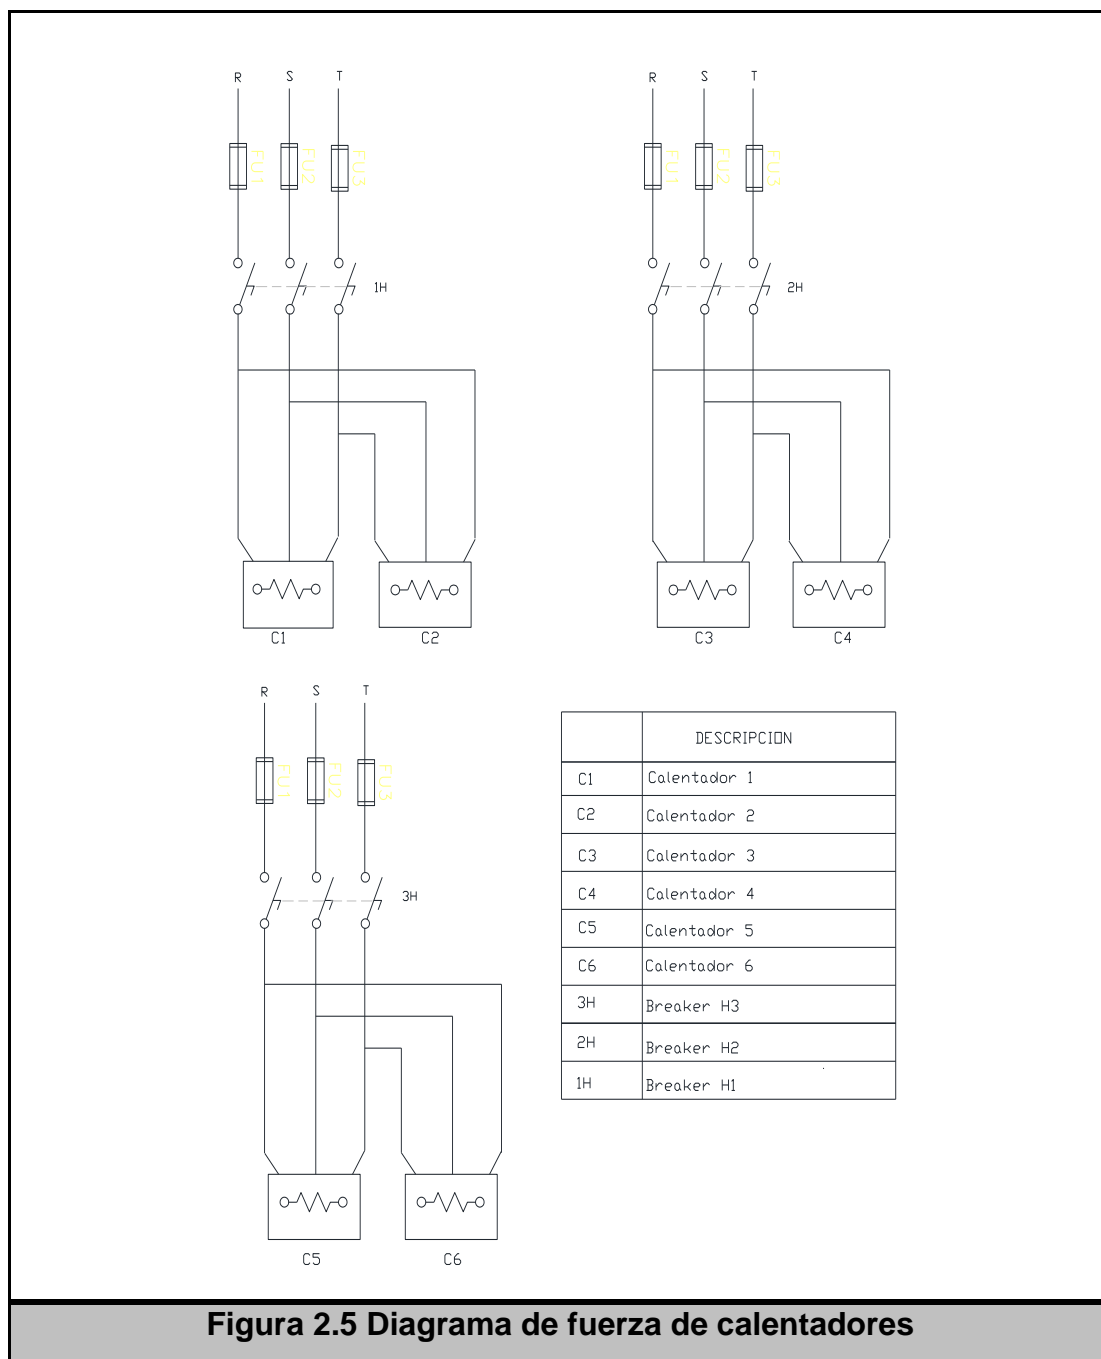 R S T
FU1 FU2 FU3
1H
C1 C2
R S T
FU1 FU2 FU3
2H
C3 C4
R S T
FU1 FU2 FU3
3H
C5 C6
DESCRIPCION
C1 Calentador 1
C2 Calentador 2
C3 Calentador 3
C4 Calentador 4
C5 Calentador 5
C6 Calentador 6
3H Breaker H3
2H Breaker H2
1H Breaker H1
Figura 2.5 Diagrama de fuerza de calentadores